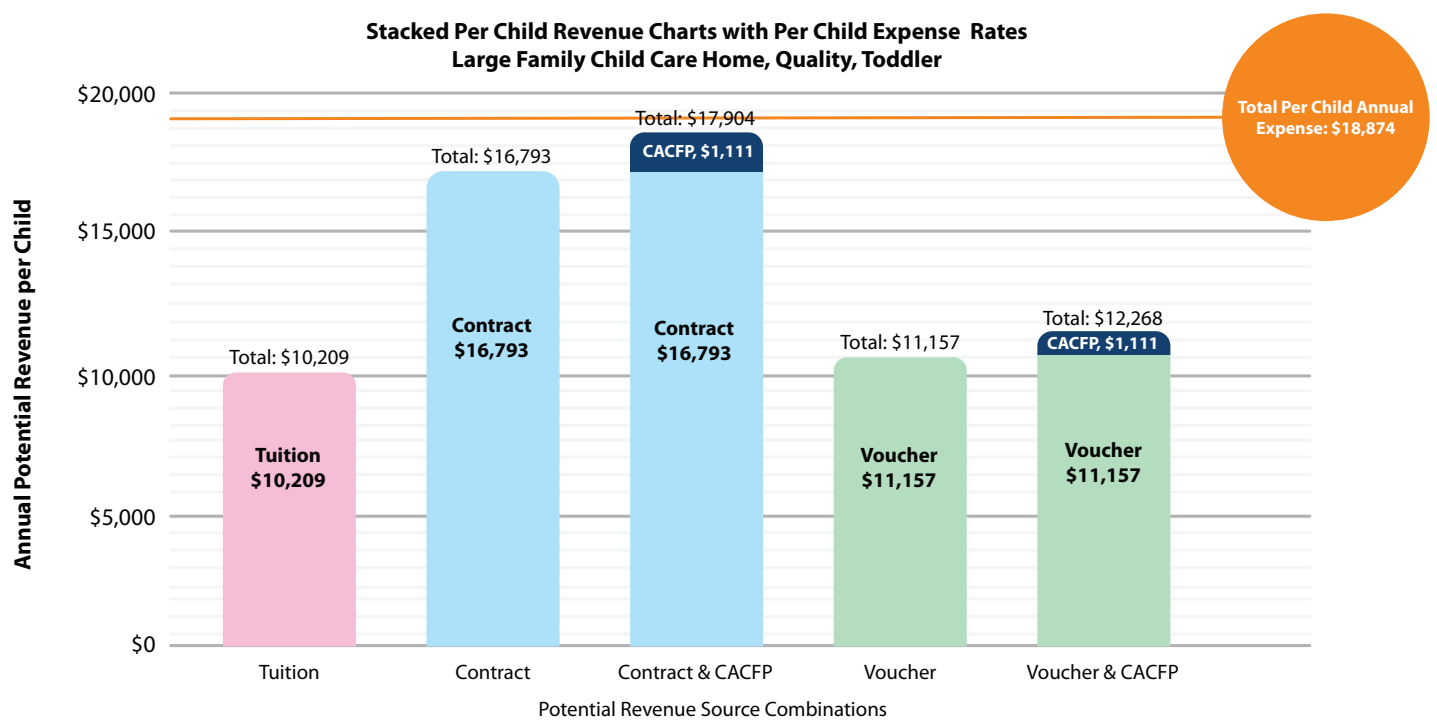 Stacked Per Child Revenue Charts with Per Child Expense Rates
Large Family Child Care Home, Quality, Toddler
Total Per Child Annual
Expense: $18,874
Annual Potential Revenue per Child
$20,000
$15,000
$10,000
$5,000
$0
Total: $10,209
Tuition
$10,209
Total: $16,793
Contract
$16,793
Total: $17,904
CACFP, $1,111
Contract
$16,793
Total: $11,157
Voucher
$11,157
Total: $12,268
CACFP, $1,111
Voucher
$11,157
Tuition
Contract
Contract & CACFP
Voucher
Voucher & CACFP
Potential Revenue Source Combinations